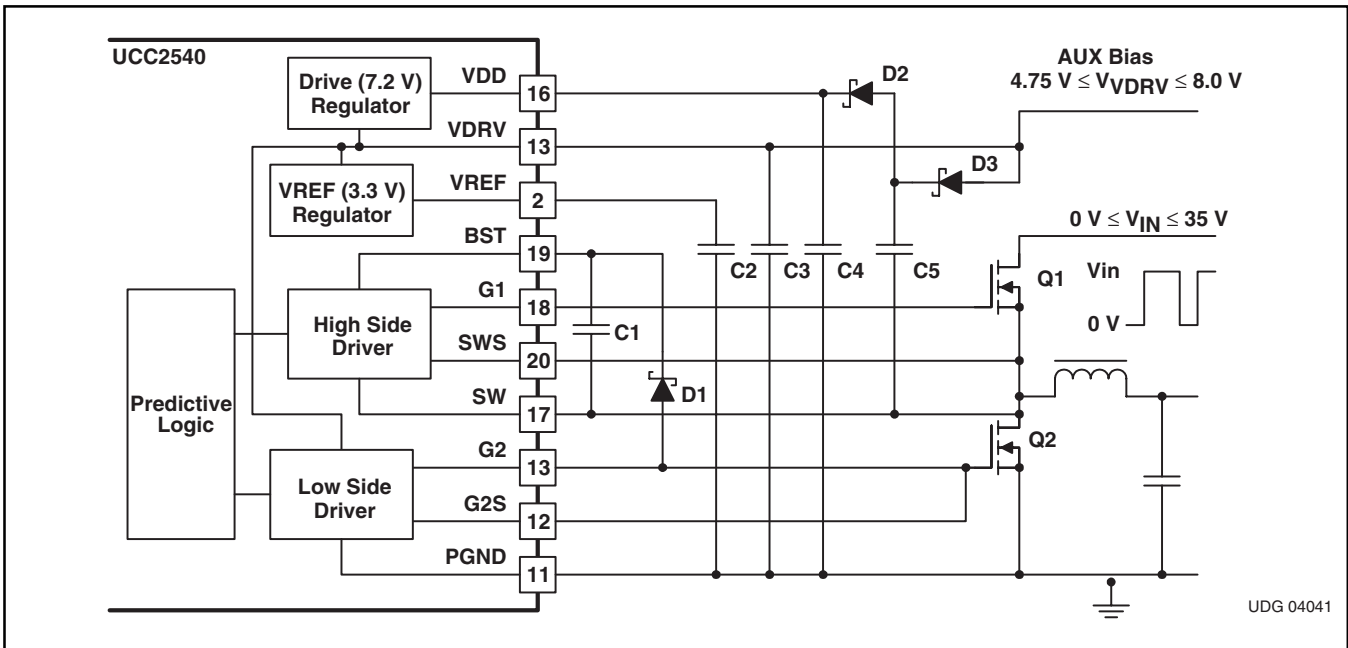 UCC2540
Drive (7.2 V)
Regulator
VDD
16
VDRV
13
VREF (3.3 V)
Regulator
VREF
2
BST
19
G1
18
High Side
Driver
SWS
20
SW
17
Predictive
Logic
G2
13
Low Side
Driver
G2S
12
PGND
11
C1
D1
C2
C3
C4
C5
D2
D3
AUX Bias
4.75 V ≤ VVDRV ≤ 8.0 V
0 V ≤ VIN ≤ 35 V
Q1
Vin
0 V
Q2
UDG 04041